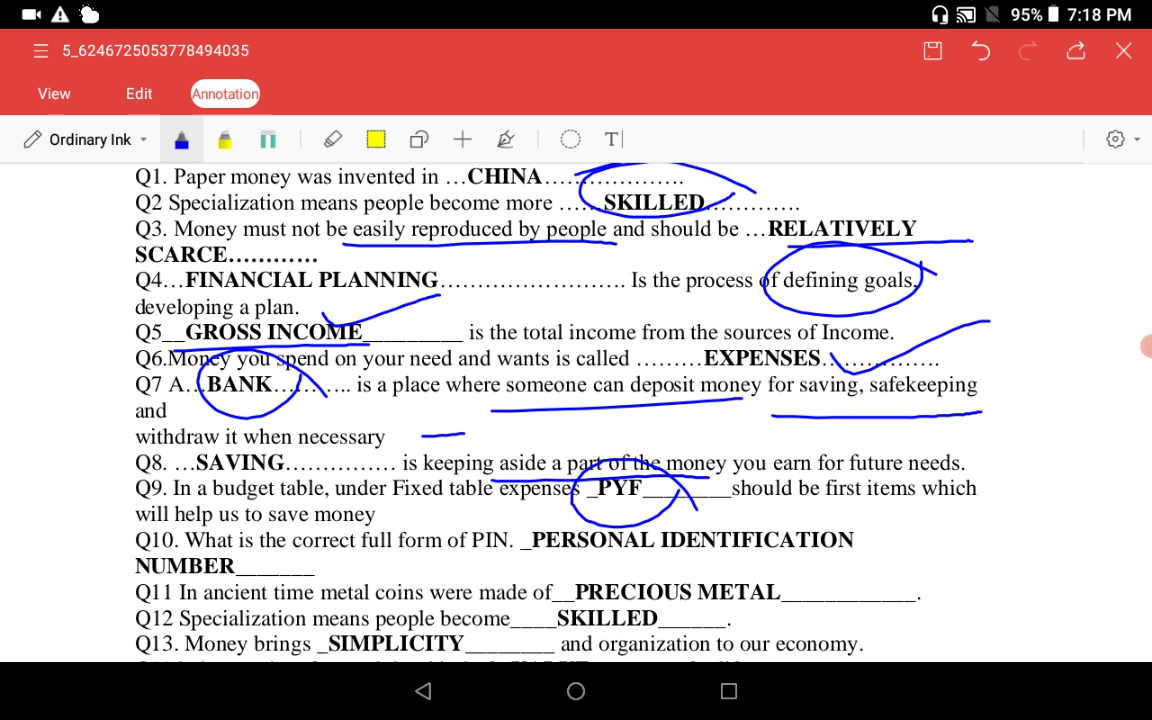 95% 7:18 PM
5_6246725053778494035
View Edit Annotation
Ordinary Ink T
Q1. Paper money was invented in …CHINA…………………….
Q2 Specialization means people become more ……SKILLED………….
Q3. Money must not be easily reproduced by people and should be …RELATIVELY
SCARCE…………
Q4…FINANCIAL PLANNING……………………. Is the process of defining goals,
developing a plan.
Q5__GROSS INCOME_________ is the total income from the sources of Income.
Q6.Money you spend on your need and wants is called ………EXPENSES…………….
Q7 A…BANK………. is a place where someone can deposit money for saving, safekeeping
and
withdraw it when necessary
Q8. …SAVING…………… is keeping aside a part of the money you earn for future needs.
Q9. In a budget table, under Fixed table expenses _PYF________should be first items which
will help us to save money
Q10. What is the correct full form of PIN. _PERSONAL IDENTIFICATION
NUMBER_______
Q11 In ancient time metal coins were made of__PRECIOUS METAL____________.
Q12 Specialization means people become____SKILLED______.
Q13. Money brings _SIMPLICITY________ and organization to our economy.